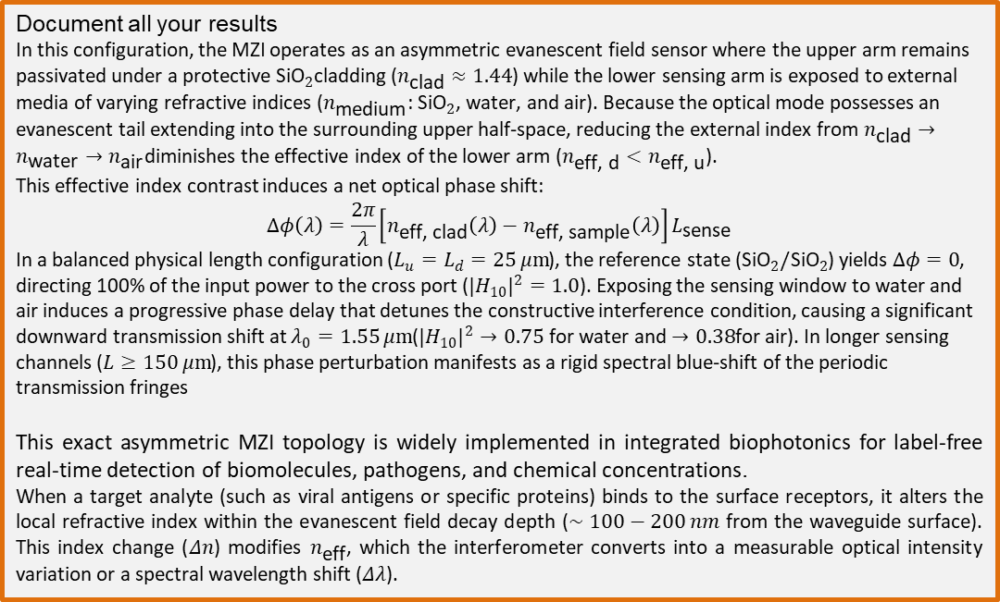 Document all your results
In this configuration, the MZI operates as an asymmetric evanescent field sensor where the upper arm remains
passivated under a protective SiO₂cladding (n_clad ≈ 1.44) while the lower sensing arm is exposed to external
media of varying refractive indices (n_medium: SiO₂, water, and air). Because the optical mode possesses an
evanescent tail extending into the surrounding upper half-space, reducing the external index from n_clad →
n_water → n_air diminishes the effective index of the lower arm (n_eff, d < n_eff, u).
This effective index contrast induces a net optical phase shift:
Δϕ(λ) = 2π/λ [n_eff, clad(λ) − n_eff, sample(λ)] L_sense
In a balanced physical length configuration (L_u = L_d = 25 μm), the reference state (SiO₂/SiO₂) yields Δϕ = 0,
directing 100% of the input power to the cross port (|H₁₀|² = 1.0). Exposing the sensing window to water and
air induces a progressive phase delay that detunes the constructive interference condition, causing a significant
downward transmission shift at λ₀ = 1.55 μm(|H₁₀|² → 0.75 for water and → 0.38for air). In longer sensing
channels (L ≥ 150 μm), this phase perturbation manifests as a rigid spectral blue-shift of the periodic
transmission fringes
This exact asymmetric MZI topology is widely implemented in integrated biophotonics for label-free
real-time detection of biomolecules, pathogens, and chemical concentrations.
When a target analyte (such as viral antigens or specific proteins) binds to the surface receptors, it alters the
local refractive index within the evanescent field decay depth (~ 100 − 200 nm from the waveguide surface).
This index change (Δn) modifies n_eff, which the interferometer converts into a measurable optical intensity
variation or a spectral wavelength shift (Δλ).